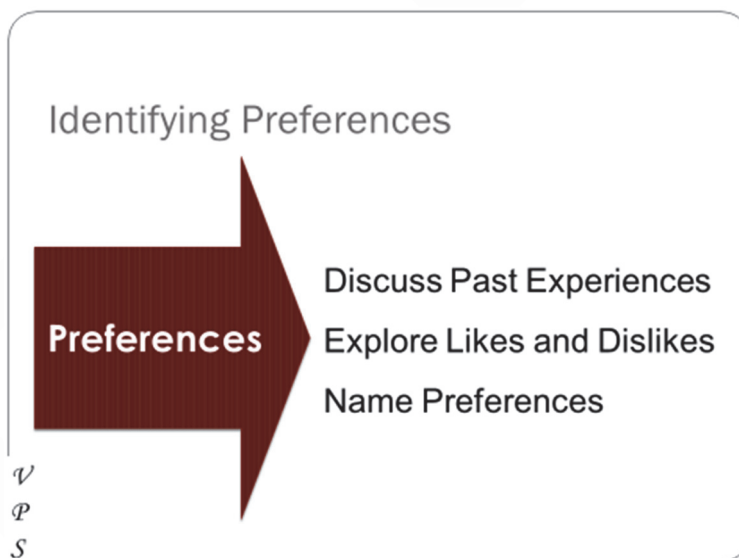 Identifying Preferences
Preferences
Discuss Past Experiences
Explore Likes and Dislikes
Name Preferences
V
P
S